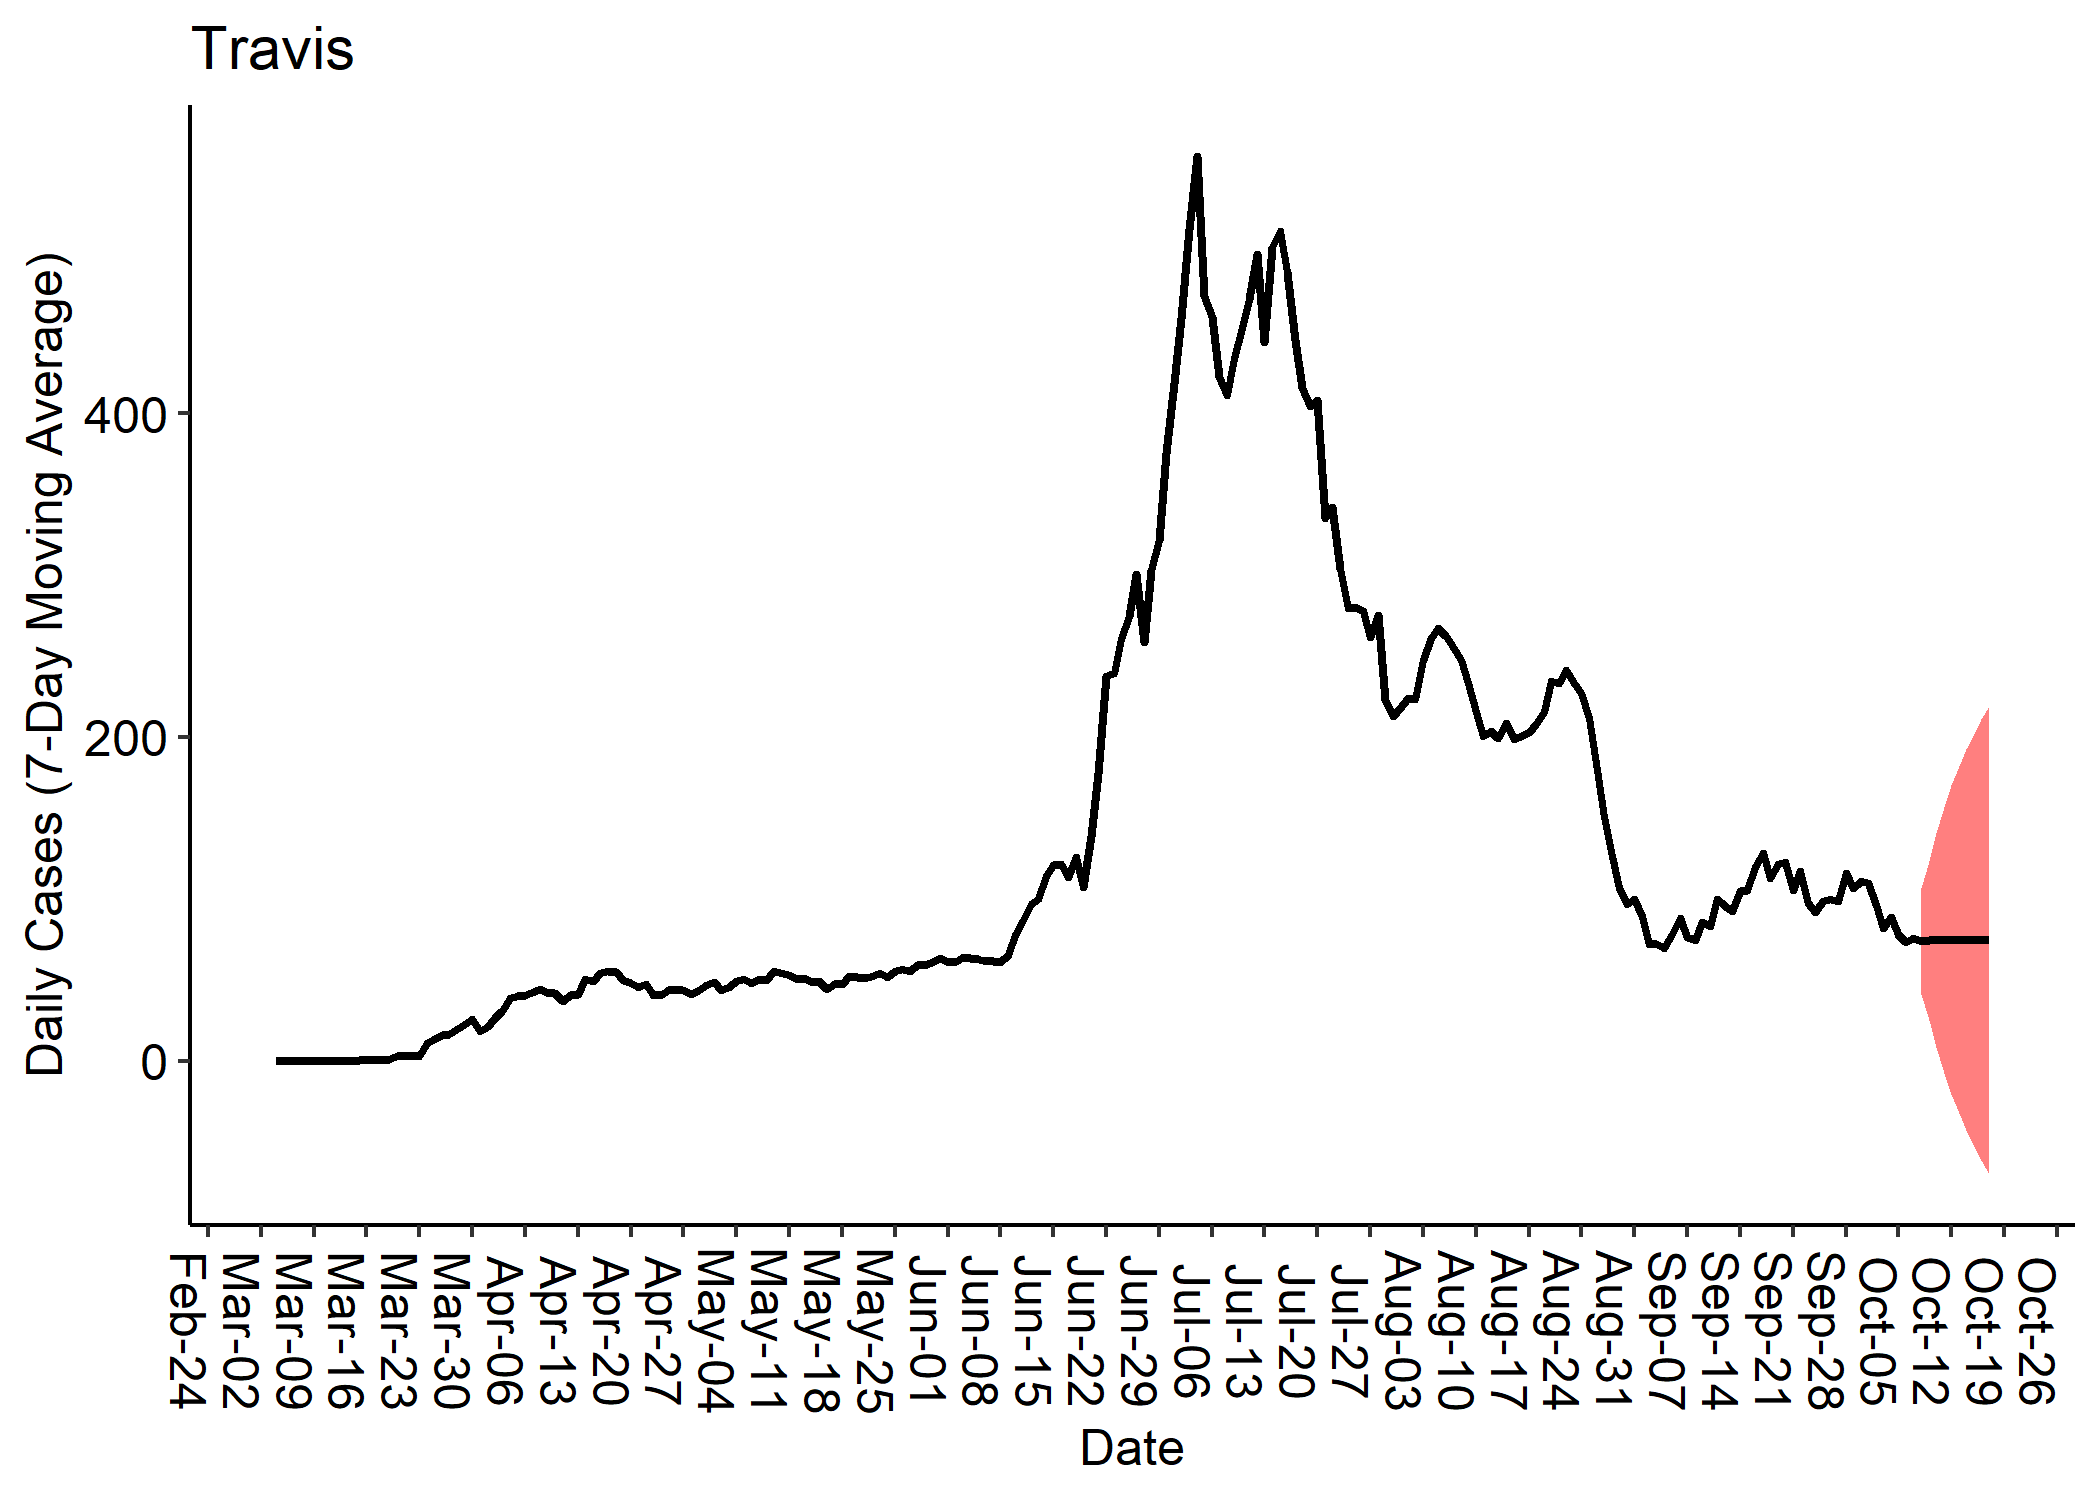 Travis
Daily Cases (7-Day Moving Average)
400
200
0
Feb-24
Mar-02
Mar-09
Mar-16
Mar-23
Mar-30
Apr-06
Apr-13
Apr-20
Apr-27
May-04
May-11
May-18
May-25
Jun-01
Jun-08
Jun-15
Jun-22
Jun-29
Jul-06
Jul-13
Jul-20
Jul-27
Aug-03
Aug-10
Aug-17
Aug-24
Aug-31
Sep-07
Sep-14
Sep-21
Sep-28
Oct-05
Oct-12
Oct-19
Oct-26
Date